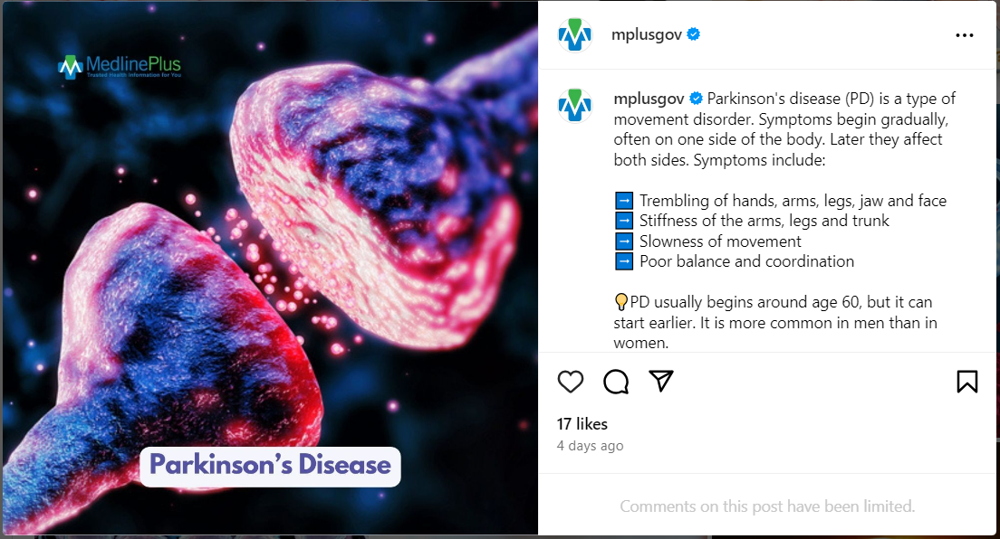 MedlinePlus
Trusted Health Information for You
Parkinson's Disease
mplusgov
mplusgov Parkinson's disease (PD) is a type of
movement disorder. Symptoms begin gradually,
often on one side of the body. Later they affect
both sides. Symptoms include:
➡️ Trembling of hands, arms, legs, jaw and face
➡️ Stiffness of the arms, legs and trunk
➡️ Slowness of movement
➡️ Poor balance and coordination
💡PD usually begins around age 60, but it can
start earlier. It is more common in men than in
women.
17 likes
4 days ago
Comments on this post have been limited.